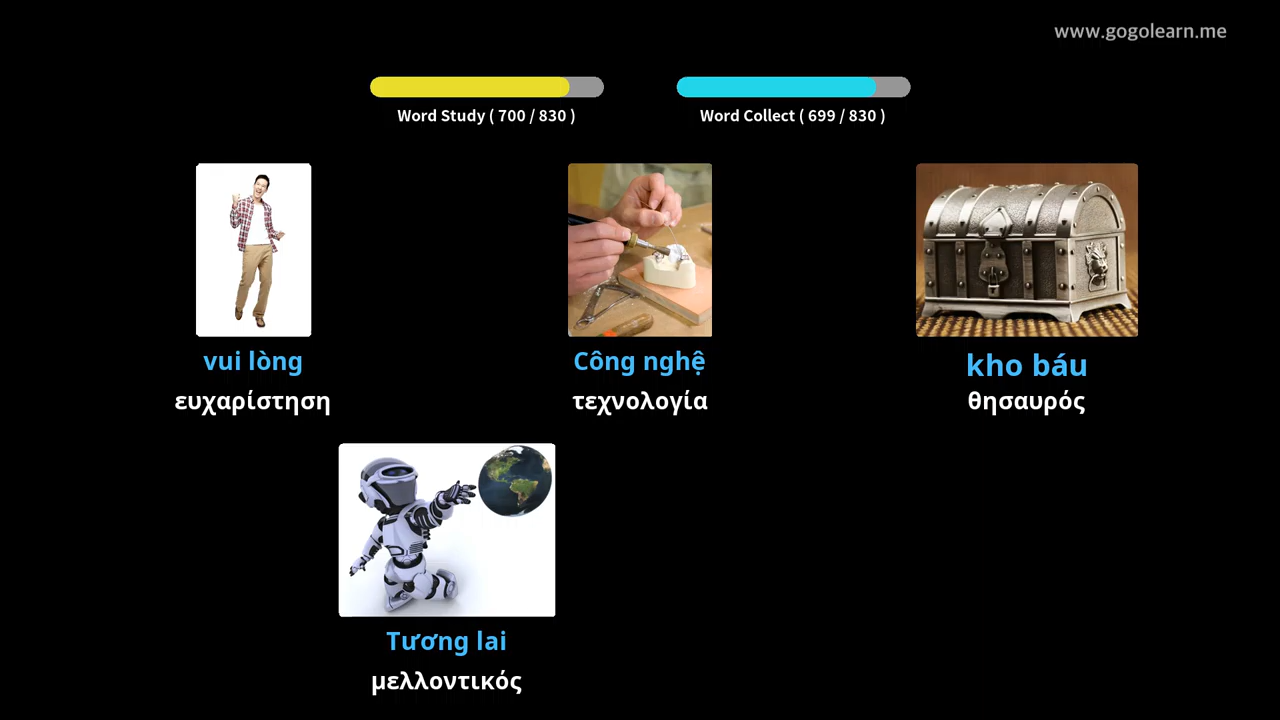 www.gogolearn.me
Word Study ( 700 / 830 )
Word Collect ( 699 / 830 )
vui lòng
ευχαρίστηση
Công nghệ
τεχνολογία
kho báu
θησαυρός
Tương lai
μελλοντικός